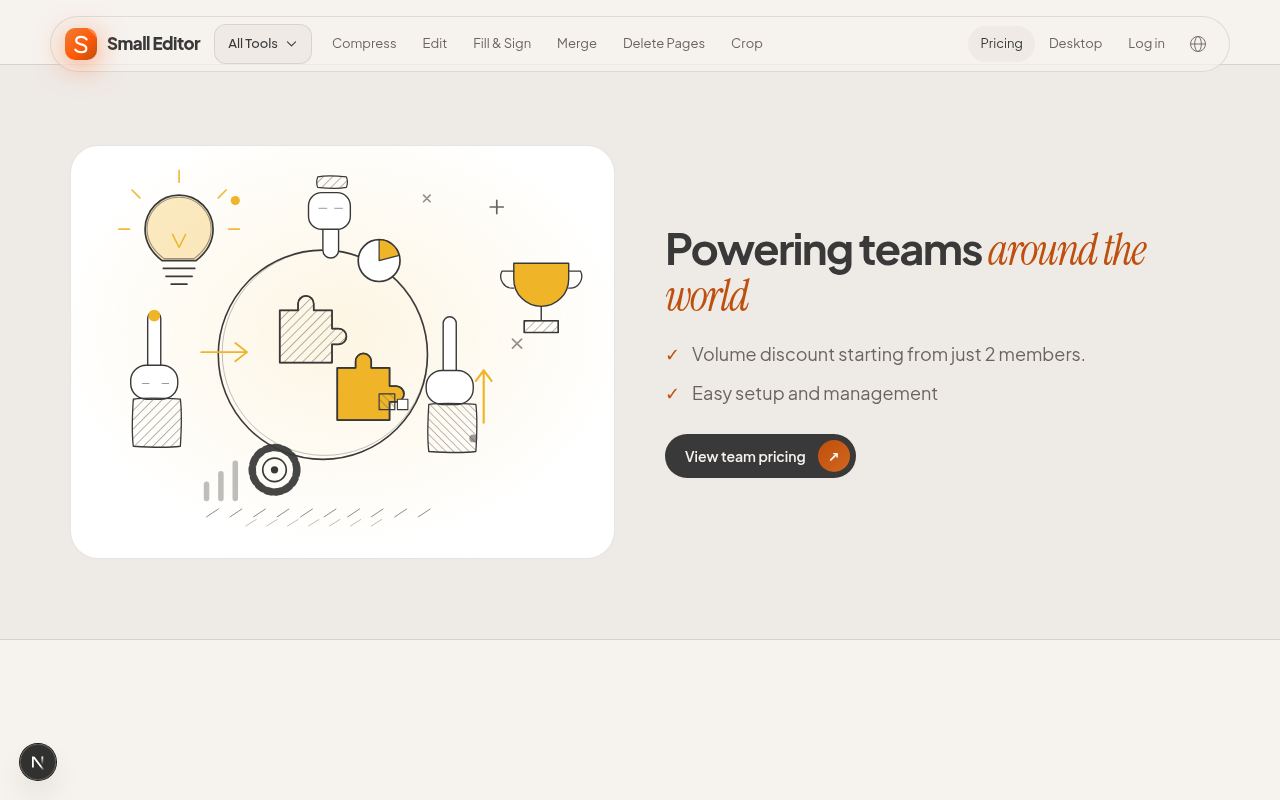 S Small Editor All Tools Compress Edit Fill & Sign Merge Delete Pages Crop Pricing Desktop Log in
Powering teams around the
world
✓ Volume discount starting from just 2 members.
✓ Easy setup and management
View team pricing ↗
N